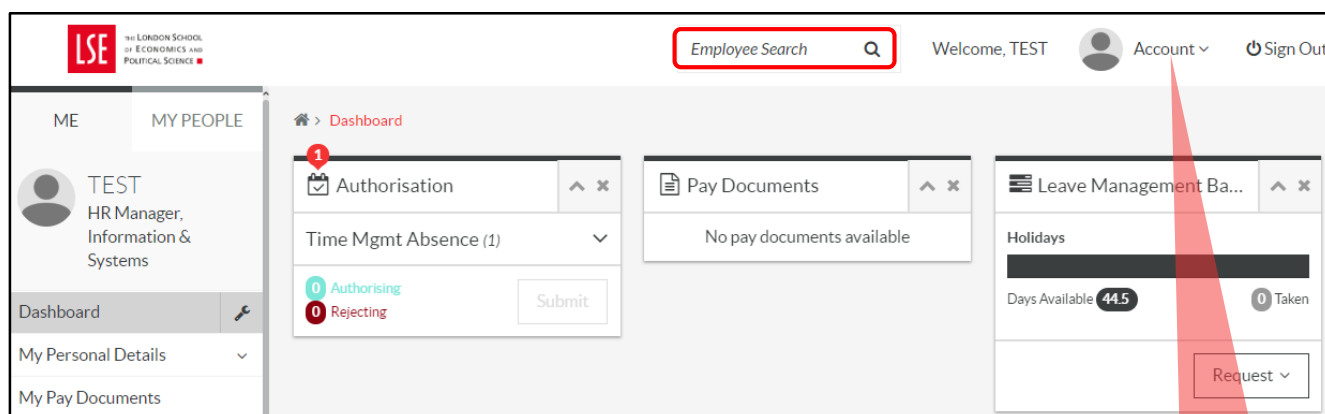 LSE
THE LONDON SCHOOL
OF ECONOMICS AND
POLITICAL SCIENCE
Employee Search
Welcome, TEST
Account
Sign Out
ME
MY PEOPLE
> Dashboard
TEST
HR Manager,
Information &
Systems
Dashboard
My Personal Details
My Pay Documents
1
Authorisation
Time Mgmt Absence (1)
0 Authorising
0 Rejecting
Submit
Pay Documents
No pay documents available
Leave Management Ba...
Holidays
Days Available 44.5
0 Taken
Request